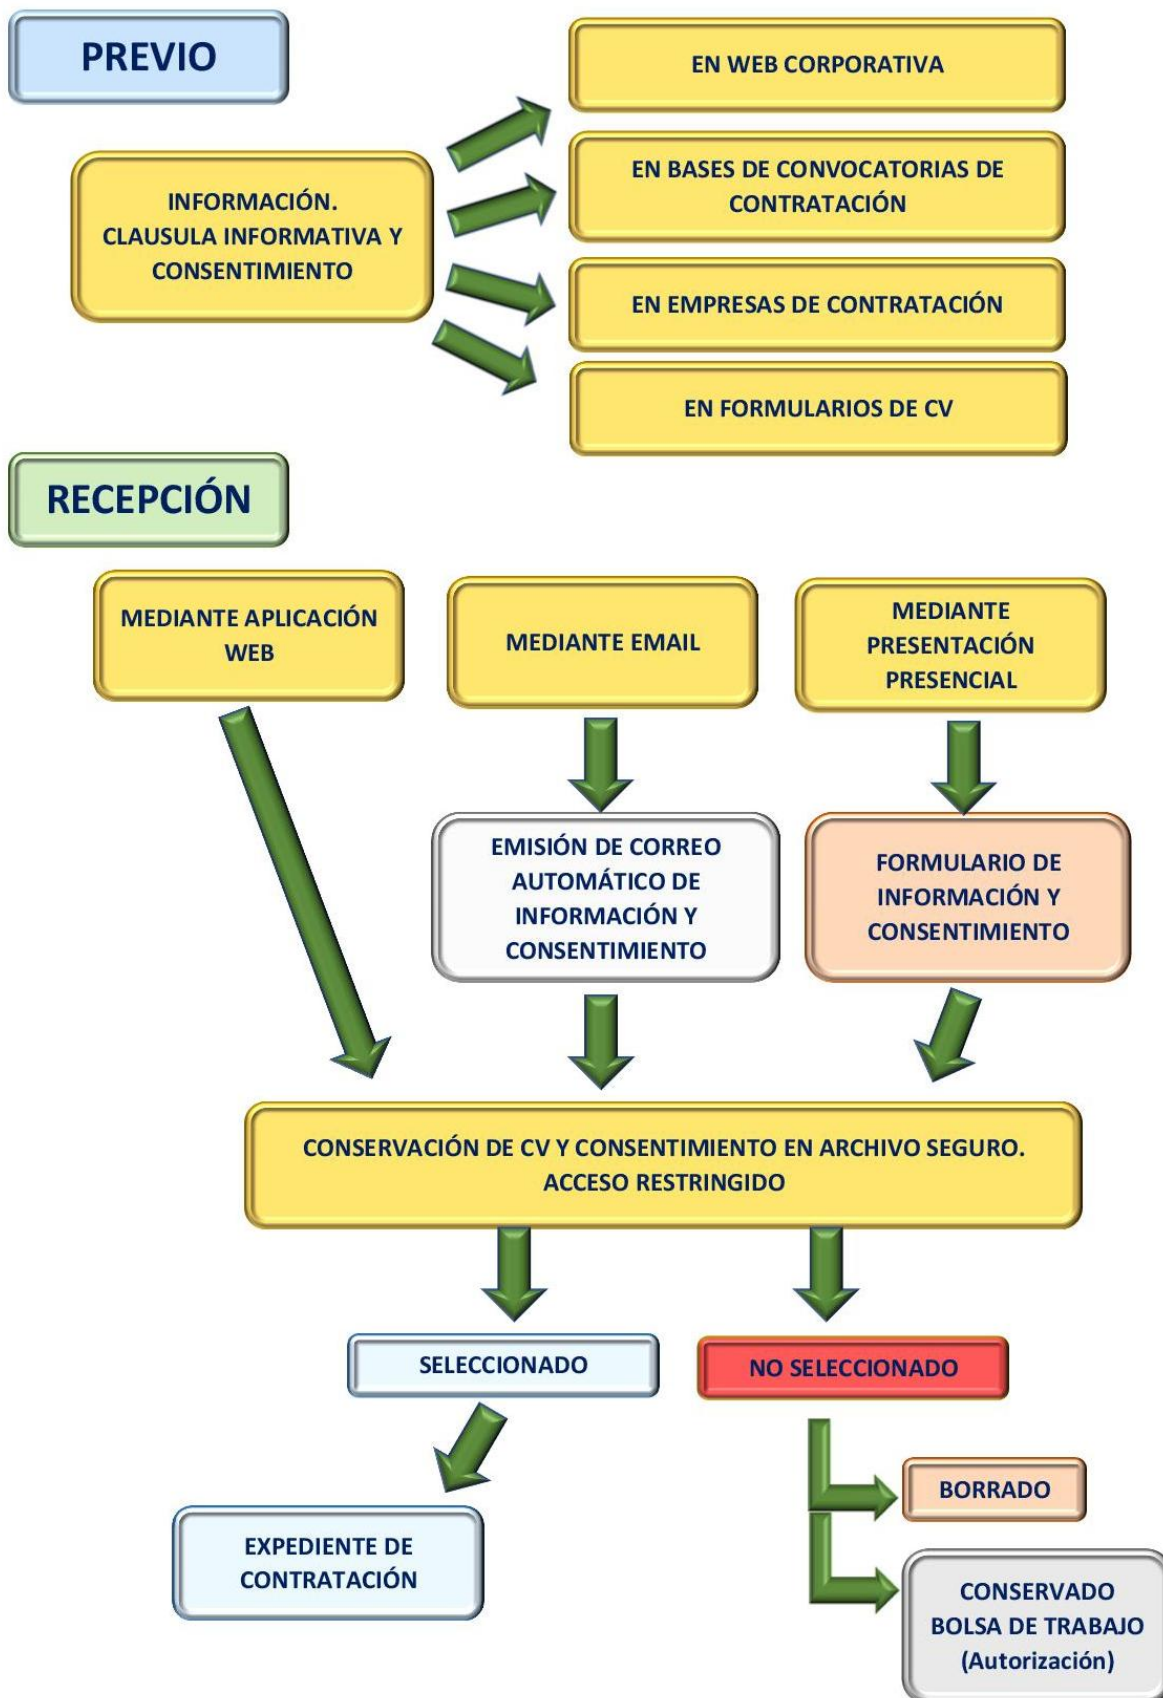 PREVIO
EN WEB CORPORATIVA
INFORMACIÓN.
CLAUSULA INFORMATIVA Y
CONSENTIMIENTO
EN BASES DE CONVOCATORIAS DE
CONTRATACIÓN
EN EMPRESAS DE CONTRATACIÓN
EN FORMULARIOS DE CV
RECEPCIÓN
MEDIANTE APLICACIÓN
WEB
MEDIANTE EMAIL
MEDIANTE
PRESENTACIÓN
PRESENCIAL
EMISIÓN DE CORREO
AUTOMÁTICO DE
INFORMACIÓN Y
CONSENTIMIENTO
FORMULARIO DE
INFORMACIÓN Y
CONSENTIMIENTO
CONSERVACIÓN DE CV Y CONSENTIMIENTO EN ARCHIVO SEGURO.
ACCESO RESTRINGIDO
SELECCIONADO
NO SELECCIONADO
BORRADO
EXPEDIENTE DE
CONTRATACIÓN
CONSERVADO
BOLSA DE TRABAJO
(Autorización)